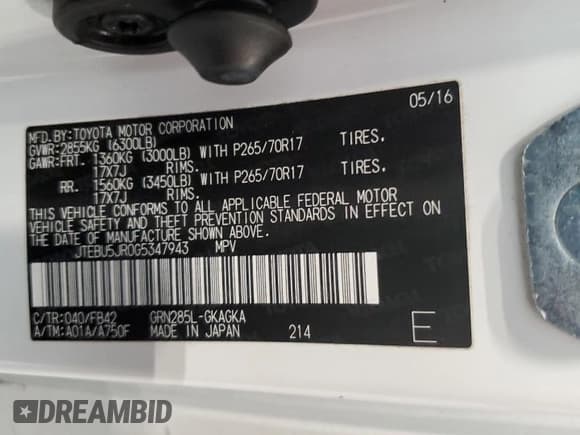 05/16
MFD.BY:TOYOTA MOTOR CORPORATION
GVWR:2855KG (6300LB)
GAWR:FRT. 1360KG (3000LB) WITH P265/70R17 TIRES.
17X7J RIMS.
RR. 1560KG (3450LB) WITH P265/70R17 TIRES.
17X7J RIMS.
THIS VEHICLE CONFORMS TO ALL APPLICABLE FEDERAL MOTOR
VEHICLE SAFETY AND THEFT PREVENTION STANDARDS IN EFFECT
ON THE DATE OF MANUFACTURE SHOWN ABOVE.
JTEBU5JR0G5347943 MPV
C/TR:040/FB42 GRN285L-GKAGKA
A/TM:A01A/A750F MADE IN JAPAN 214 E
DREAMBID